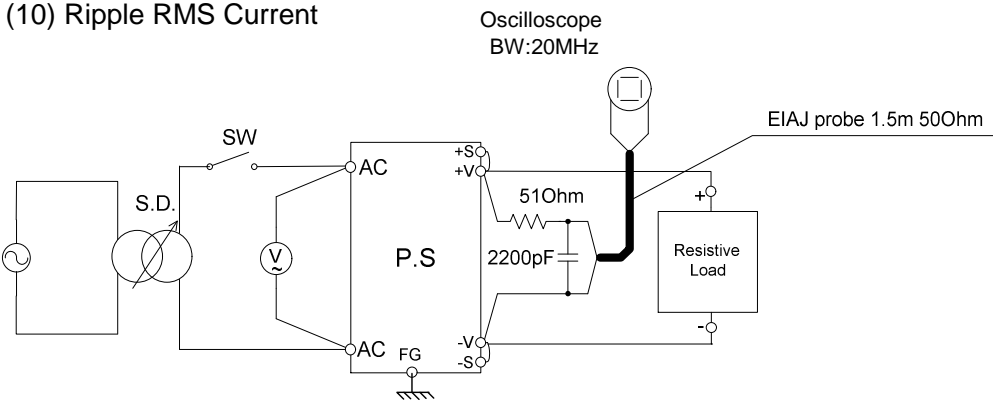 (10) Ripple RMS Current
Oscilloscope
BW:20MHz
EIAJ probe 1.5m 50Ohm
SW
S.D.
V
~
AC
AC
P.S
FG
+S
+V
-V
-S
51Ohm
2200pF
+
Resistive
Load
-